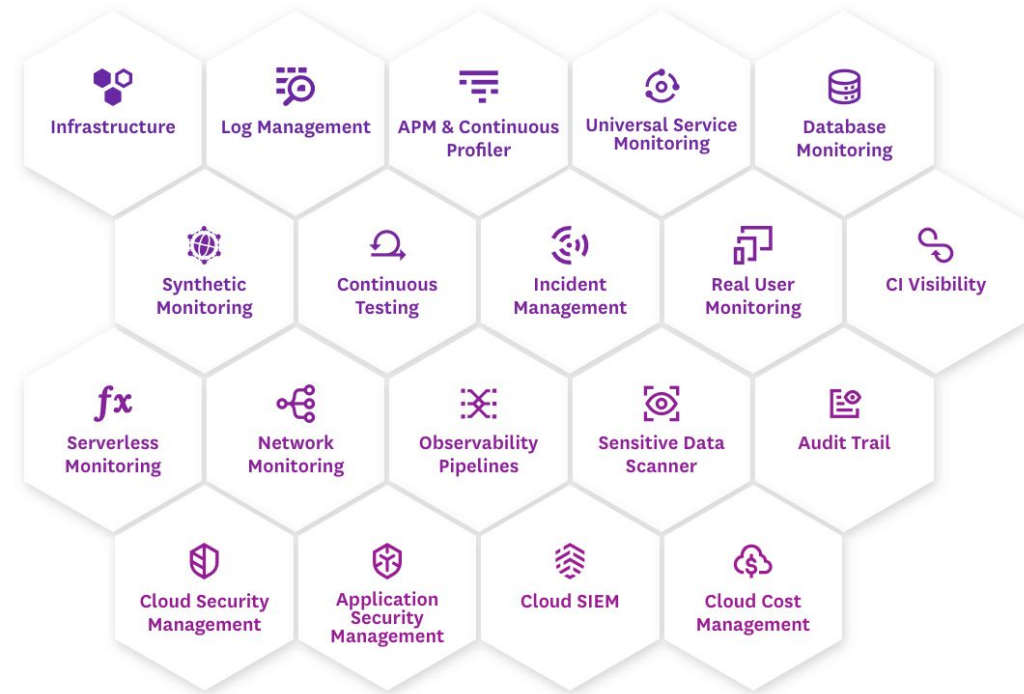 Infrastructure
Log Management
APM & Continuous
Profiler
Universal Service
Monitoring
Database
Monitoring
Synthetic
Monitoring
Continuous
Testing
Incident
Management
Real User
Monitoring
CI Visibility
fx
Serverless
Monitoring
Network
Monitoring
Observability
Pipelines
Sensitive Data
Scanner
Audit Trail
Cloud Security
Management
Application
Security
Management
Cloud SIEM
$
Cloud Cost
Management